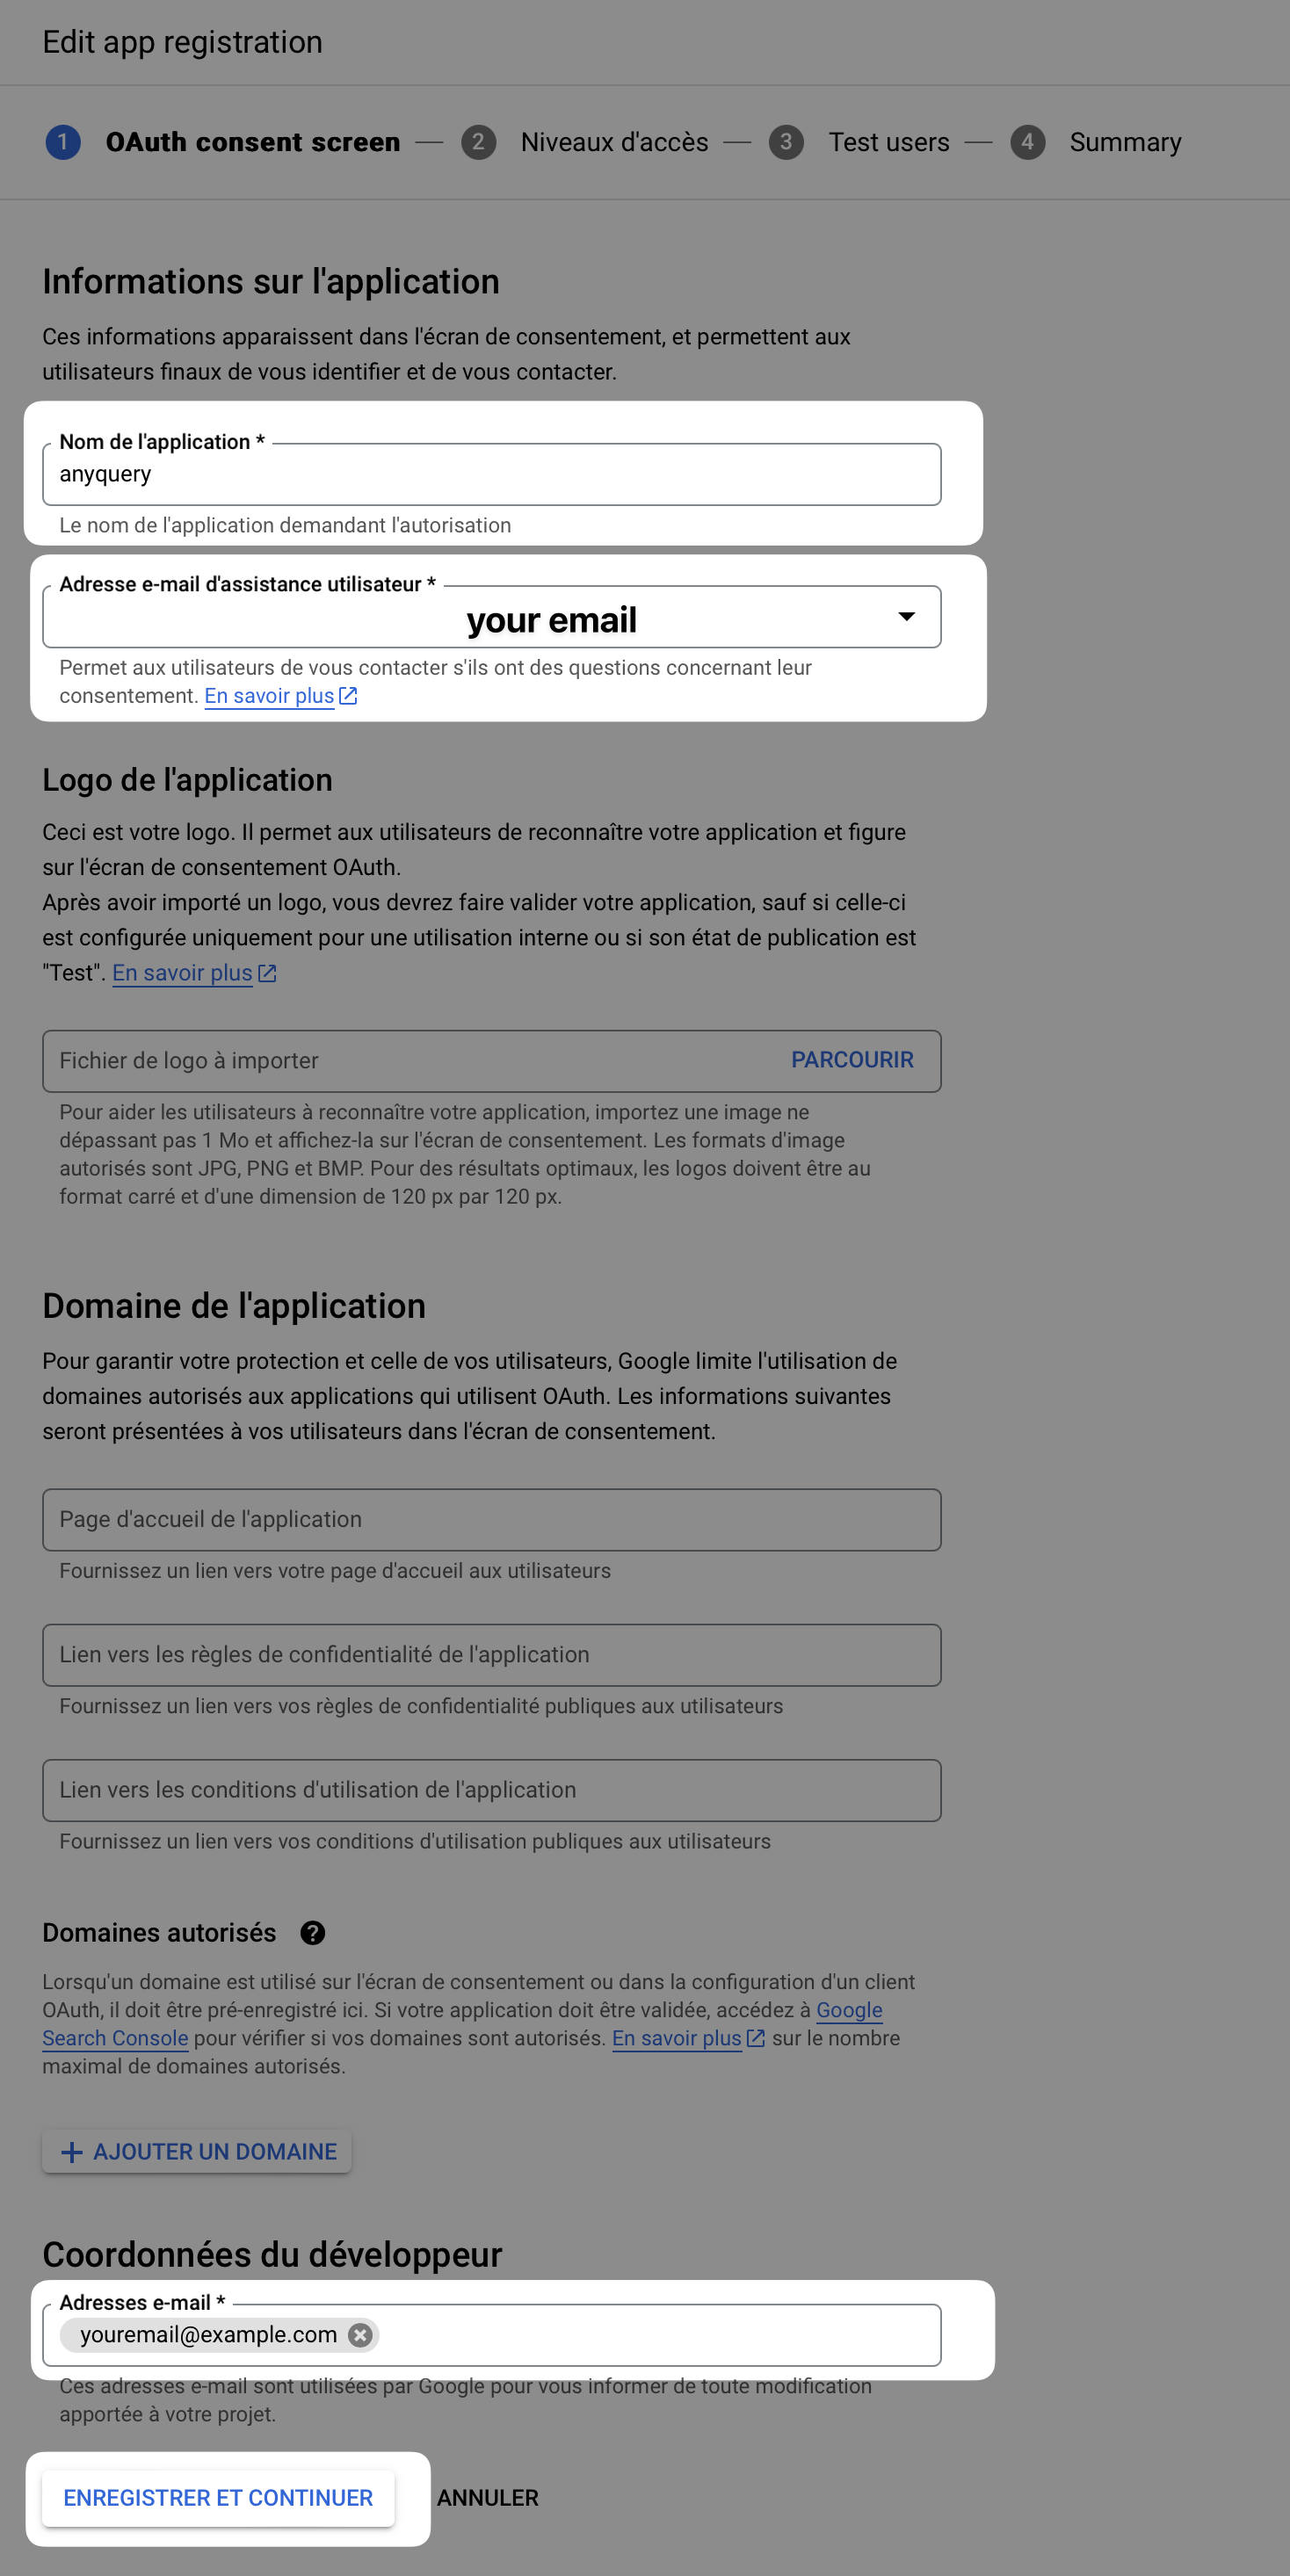 Edit app registration
1 OAuth consent screen — 2 Niveaux d'accès — 3 Test users — 4 Summary
Informations sur l'application
Ces informations apparaissent dans l'écran de consentement, et permettent aux
utilisateurs finaux de vous identifier et de vous contacter.
Nom de l'application *
anyquery
Le nom de l'application demandant l'autorisation
Adresse e-mail d'assistance utilisateur *
your email
Permet aux utilisateurs de vous contacter s'ils ont des questions concernant leur
consentement. En savoir plus
Logo de l'application
Ceci est votre logo. Il permet aux utilisateurs de reconnaître votre application et figure
sur l'écran de consentement OAuth.
Après avoir importé un logo, vous devrez faire valider votre application, sauf si celle-ci
est configurée uniquement pour une utilisation interne ou si son état de publication est
"Test". En savoir plus
Fichier de logo à importer PARCOURIR
Pour aider les utilisateurs à reconnaître votre application, importez une image ne
dépassant pas 1 Mo et affichez-la sur l'écran de consentement. Les formats d'image
autorisés sont JPG, PNG et BMP. Pour des résultats optimaux, les logos doivent être au
format carré et d'une dimension de 120 px par 120 px.
Domaine de l'application
Pour garantir votre protection et celle de vos utilisateurs, Google limite l'utilisation de
domaines autorisés aux applications qui utilisent OAuth. Les informations suivantes
seront présentées à vos utilisateurs dans l'écran de consentement.
Page d'accueil de l'application
Fournissez un lien vers votre page d'accueil aux utilisateurs
Lien vers les règles de confidentialité de l'application
Fournissez un lien vers vos règles de confidentialité publiques aux utilisateurs
Lien vers les conditions d'utilisation de l'application
Fournissez un lien vers vos conditions d'utilisation publiques aux utilisateurs
Domaines autorisés ?
Lorsqu'un domaine est utilisé sur l'écran de consentement ou dans la configuration d'un client
OAuth, il doit être pré-enregistré ici. Si votre application doit être validée, accédez à Google
Search Console pour vérifier si vos domaines sont autorisés. En savoir plus sur le nombre
maximal de domaines autorisés.
+ AJOUTER UN DOMAINE
Coordonnées du développeur
Adresses e-mail *
youremail@example.com
Ces adresses e-mail sont utilisées par Google pour vous informer de toute modification
apportée à votre projet.
ENREGISTRER ET CONTINUER ANNULER